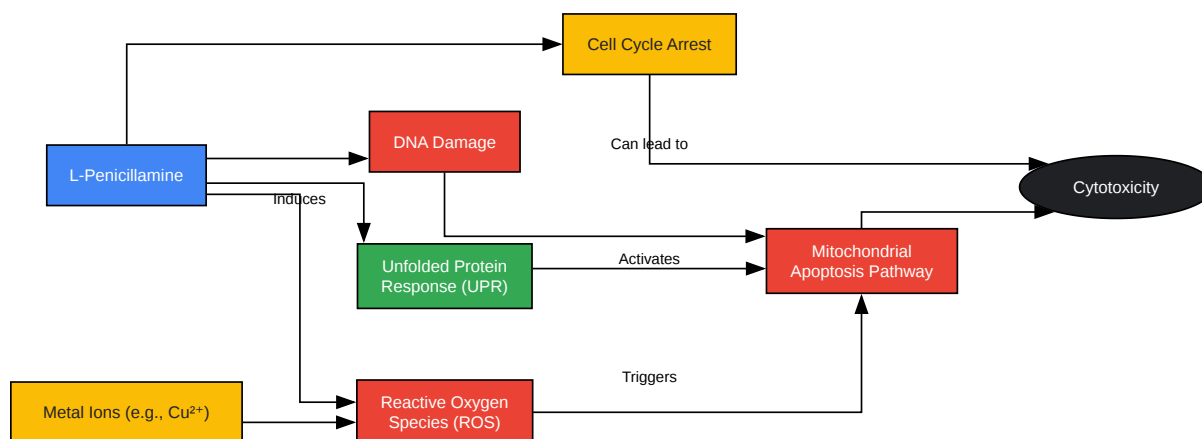 Cell Cycle Arrest
DNA Damage
Can lead to
L-Penicillamine
Cytotoxicity
Induces
Mitochondrial
Apoptosis Pathway
Unfolded Protein
Response (UPR)
Activates
Triggers
Reactive Oxygen
Species (ROS)
Metal Ions (e.g., Cu²⁺)